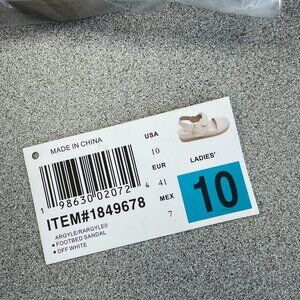 MADE IN CHINA
1 98630 02072 4
ITEM#1849678
ARGYLE/RARGYLE0
• FOOTBED SANDAL
• OFF WHITE
USA
10
EUR
41
MEX
7
LADIES'
10